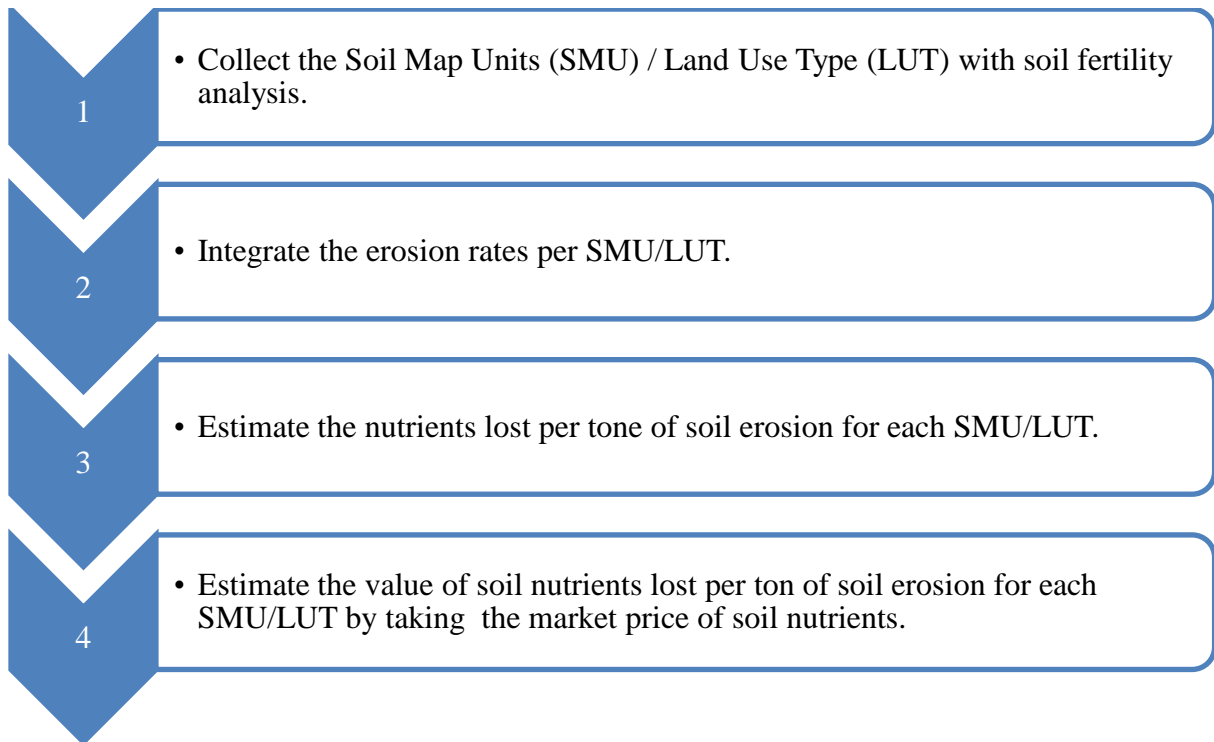 1
• Collect the Soil Map Units (SMU) / Land Use Type (LUT) with soil fertility
analysis.
2
• Integrate the erosion rates per SMU/LUT.
3
• Estimate the nutrients lost per tone of soil erosion for each SMU/LUT.
4
• Estimate the value of soil nutrients lost per ton of soil erosion for each
SMU/LUT by taking  the market price of soil nutrients.